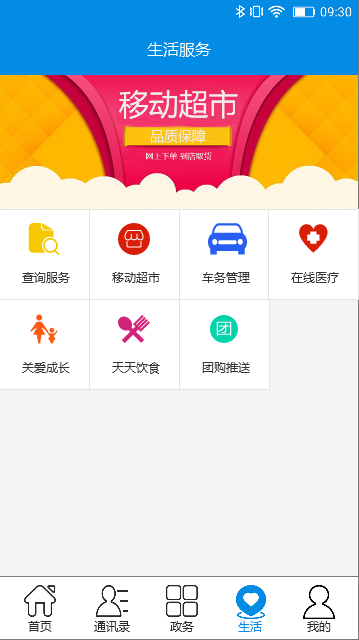 09:30
生活服务
移动超市
品质保障
网上下单 到店取货
查询服务 移动超市 车务管理 在线医疗
团
关爱成长 天天饮食 团购推送
首页 通讯录 政务 生活 我的